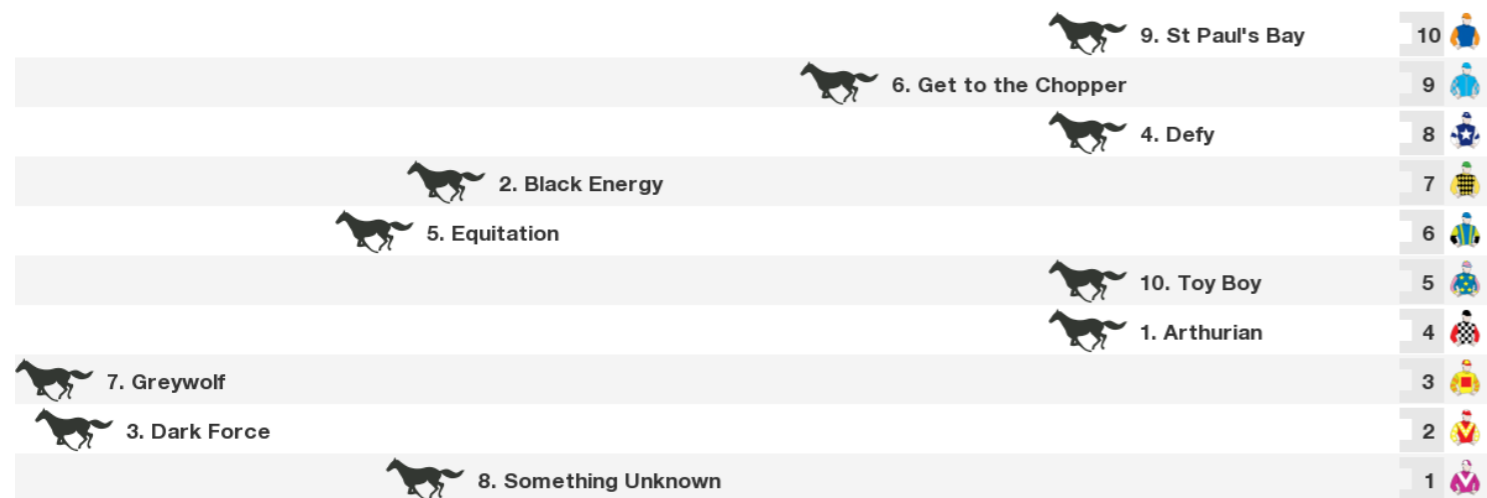 9. St Paul's Bay 10
6. Get to the Chopper 9
4. Defy 8
2. Black Energy 7
5. Equitation 6
10. Toy Boy 5
1. Arthurian 4
7. Greywolf 3
3. Dark Force 2
8. Something Unknown 1